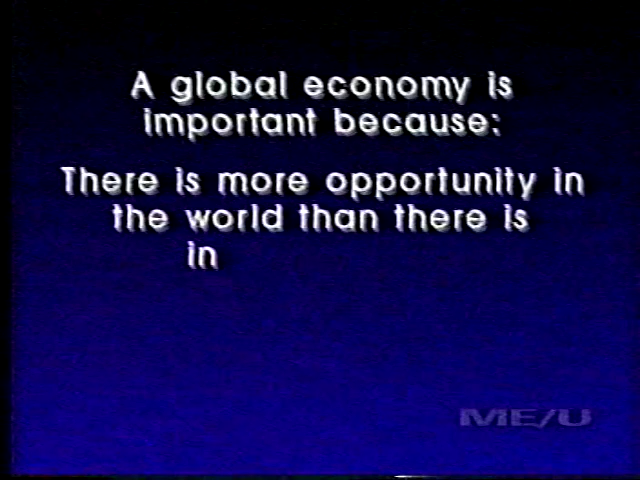 A global economy is
important because:
There is more opportunity in
the world than there is
in
ME/U